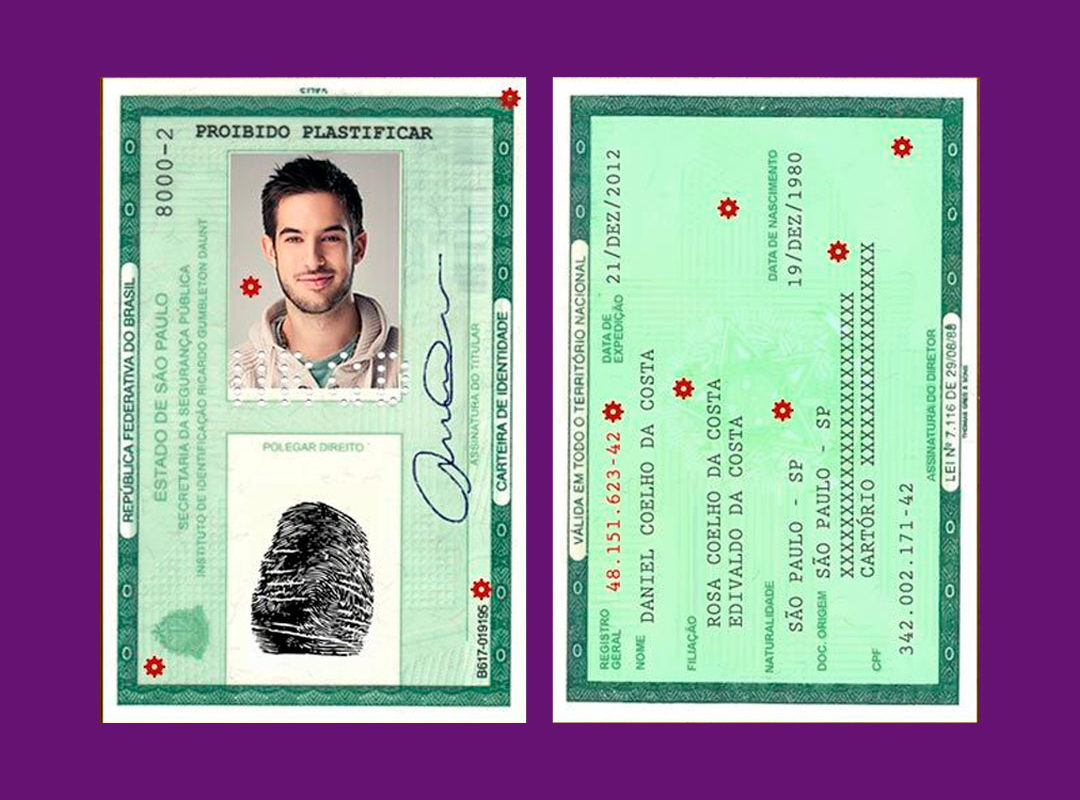 VALIS
PROIBIDO PLASTIFICAR
8000-2
REPÚBLICA FEDERATIVA DO BRASIL
ESTADO DE SÃO PAULO
SECRETARIA DA SEGURANÇA PÚBLICA
INSTITUTO DE IDENTIFICAÇÃO RICARDO GUMBLETON DAUNT
POLEGAR DIREITO
ASSINATURA DO TITULAR
CARTEIRA DE IDENTIDADE
B617-019195
VÁLIDA EM TODO O TERRITÓRIO NACIONAL
REGISTRO GERAL 48.151.623-42
DATA DE EXPEDIÇÃO 21/DEZ/2012
NOME DANIEL COELHO DA COSTA
FILIAÇÃO
ROSA COELHO DA COSTA
EDIVALDO DA COSTA
NATURALIDADE
SÃO PAULO - SP
DATA DE NASCIMENTO
19/DEZ/1980
DOC. ORIGEM SÃO PAULO - SP
XXXXXXXXXXXXXXXXXXXXXXXX
CARTÓRIO XXXXXXXXXXXXXXXXXXX
CPF
342.002.171-42
ASSINATURA DO DIRETOR
LEI Nº 7.116 DE 29/08/83